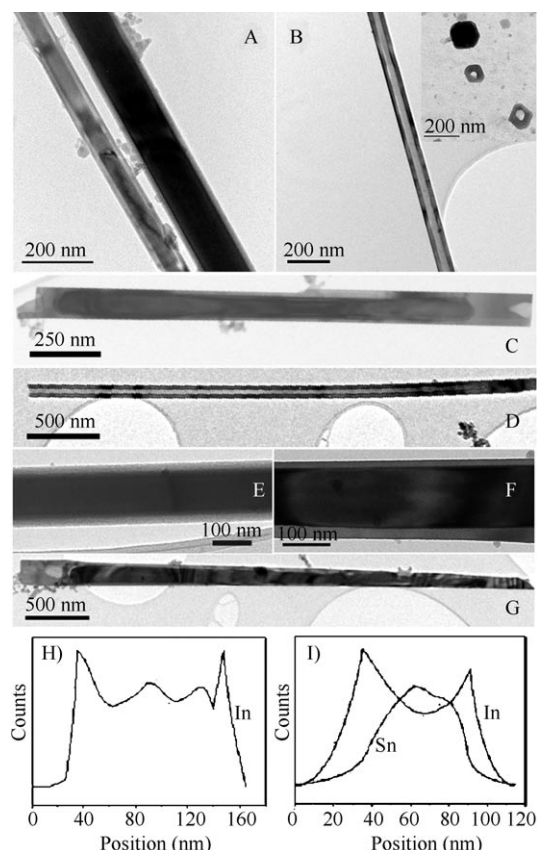 A
B
200 nm
200 nm
200 nm
250 nm
C
500 nm
D
E
F
100 nm
100 nm
500 nm
G
H)
I)
Counts
In
Counts
Sn
In
0 40 80 120 160
0 20 40 60 80 100 120
Position (nm)
Position (nm)